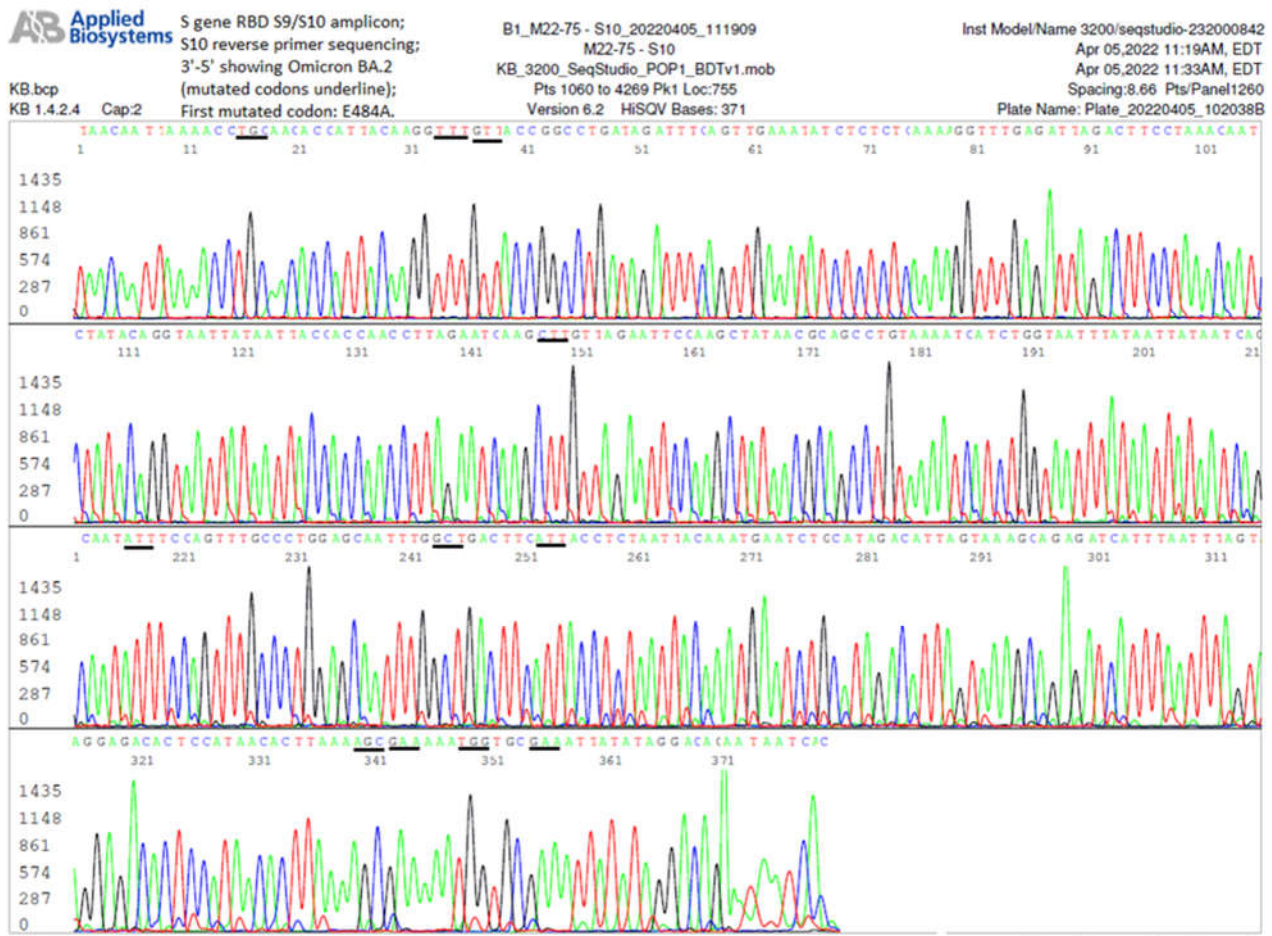 AB Applied
Biosystems
S gene RBD S9/S10 amplicon;
S10 reverse primer sequencing;
3'-5' showing Omicron BA.2
(mutated codons underline);
First mutated codon: E484A.
KB.bcp
KB 1.4.2.4 Cap:2
B1_M22-75 - S10_20220405_111909
M22-75 - S10
KB_3200_SeqStudio_POP1_BDTv1.mob
Pts 1060 to 4269 Pk1 Loc:755
Version 6.2 HiSQV Bases: 371
Inst Model/Name 3200/seqstudio-232000842
Apr 05,2022 11:19AM, EDT
Apr 05,2022 11:33AM, EDT
Spacing:8.66 Pts/Panel1260
Plate Name: Plate_20220405_102038B
TAACAATTAAAACCTGCAACACCATTACAAGGTTTGTTACCGGCCTGATAGATTTCAGTTGAAATATCTCTCTCAAAAGGTTTGAGATTAGACTTCCTAAACAAT
1 11 21 31 41 51 61 71 81 91 101
1435
1148
861
574
287
0
CTATACAGGTAATTATAATTACCACCAACCTTAGAATCAAGCTTGTTAGAATTCCAAGCTATAACGCAGCCTGTAAAATCATCTGGTAATTTATAATTATAATCAG
111 121 131 141 151 161 171 181 191 201 21
1435
1148
861
574
287
0
CAATATTTCCAGTTTGCCCTGGAGCAATTTGGCTGACTTCATTACCTCTAATTACAAATGAATCTGCATAGACATTAGTAAAGCAGAGATCATTTAATTTAGT
1 221 231 241 251 261 271 281 291 301 311
1435
1148
861
574
287
0
AGGAGACACTCCATAACACTTAAAAGCGAAAAATGGTGCGAAATTATATAGGACACAATAATCAC
321 331 341 351 361 371
1435
1148
861
574
287
0